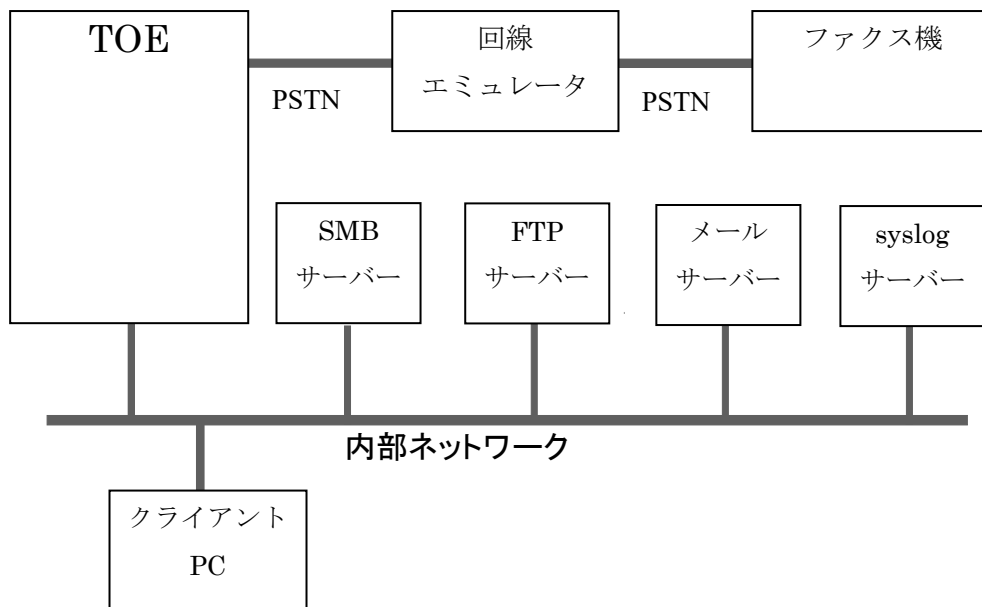 TOE
回線
エミュレータ
ファクス機
PSTN
PSTN
SMB
サーバー
FTP
サーバー
メール
サーバー
syslog
サーバー
内部ネットワーク
クライアント
PC